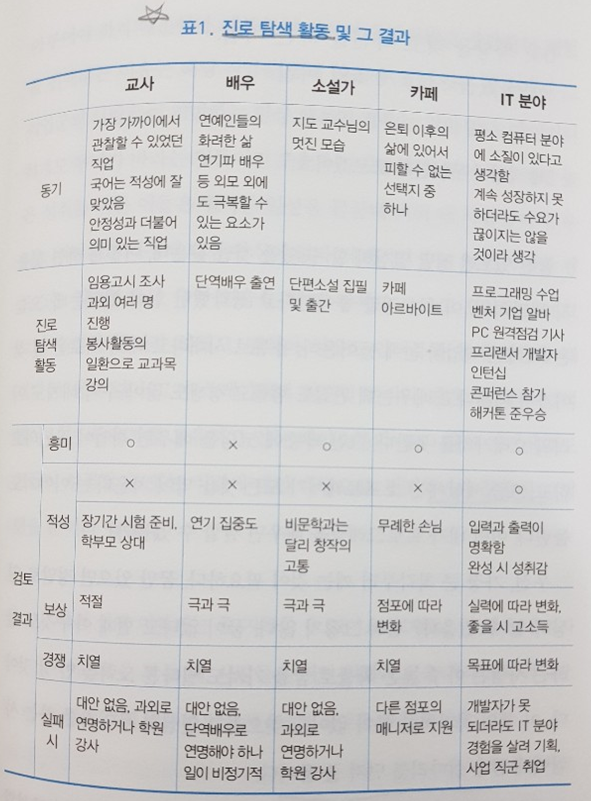 표1. 진로 탐색 활동 및 그 결과
교사 배우 소설가 카페 IT 분야
동기
가장 가까이에서
관찰할 수 있었던
직업
국어는 적성에 잘
맞았음
안정성과 더불어
의미 있는 직업
연예인들의
화려한 삶
연기파 배우
등 외모 외에
도 극복할 수
있는 요소가
있음
지도 교수님의
멋진 모습
은퇴 이후의
삶에 있어서
피할 수 없는
선택지 중
하나
평소 컴퓨터 분야
에 소질이 있다고
생각함
계속 성장하지 못
하더라도 수요가
끊이지는 않을
것이라 생각
진로
탐색
활동
임용고시 조사
과외 여러 명
진행
봉사활동의
일환으로 교과목
강의
단역배우 출연
단편소설 집필
및 출간
카페
아르바이트
프로그래밍 수업
벤처 기업 알바
PC 원격점검 기사
프리랜서 개발자
인턴십
콘퍼런스 참가
해커톤 준우승
검토
결과
흥미 ○ × ○ ○ ○
적성
× × × × ○
장기간 시험 준비,
학부모 상대
연기 집중도
비문학과는
달리 창작의
고통
무례한 손님
입력과 출력이
명확함
완성 시 성취감
보상
적절
극과 극
극과 극
점포에 따라
변화
실력에 따라 변화,
좋을 시 고소득
경쟁 치열 치열 치열 치열 목표에 따라 변화
실패
시
대안 없음, 과외로
연명하거나 학원
강사
대안 없음,
단역배우로
연명해야 하나
일이 비정기적
대안 없음,
과외로
연명하거나
학원 강사
다른 점포의
매니저로 지원
개발자가 못
되더라도 IT 분야
경험을 살려 기획,
사업 직군 취업